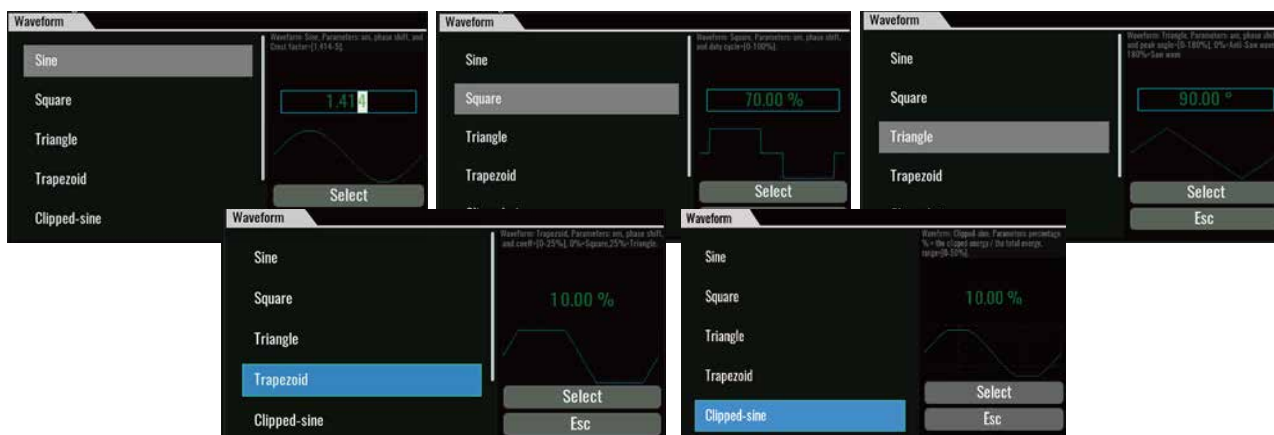 Waveform
Waveform: Sine, Parameters: am, phase shift, and
Crest factor=[1.414-5].
Sine
Square
Triangle
Trapezoid
Clipped-sine
1.414
Select
Waveform
Waveform: Square, Parameters: am, phase shift,
and duty cycle=[0-100%].
Sine
Square
Triangle
Trapezoid
70.00 %
Select
Waveform
Waveform: Triangle, Parameters: am, phase
and peak angle=[0-180%], 0%=Anti-Saw
180%=Saw wave
Sine
Square
Triangle
Trapezoid
90.00 °
Select
Esc
Waveform
Waveform: Trapezoid, Parameters: am, phase shift,
and coeff=[0-25%], 0%=Square,25%=Triangle.
Sine
Square
Triangle
Trapezoid
Clipped-sine
10.00 %
Select
Esc
Waveform
Waveform: Clipped-sine, Parameters: percentage
% = the clipped energy / the total energy,
range=[0-50%].
Sine
Square
Triangle
Trapezoid
Clipped-sine
10.00 %
Select
Esc